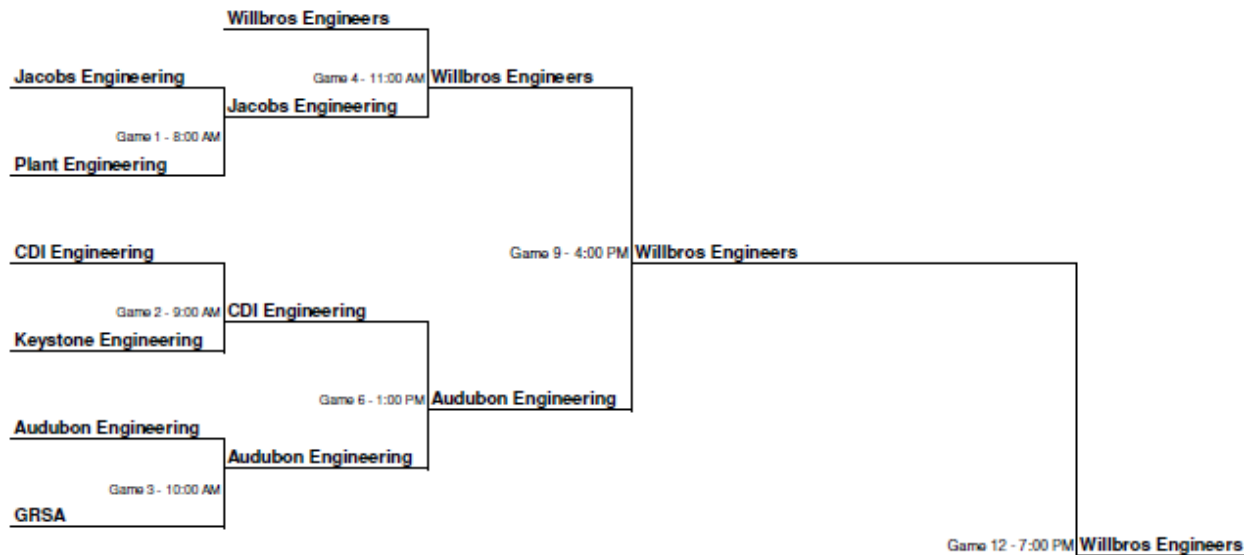 Willbros Engineers
Jacobs Engineering
Game 4 - 11:00 AM Willbros Engineers
Jacobs Engineering
Game 1 - 8:00 AM
Plant Engineering
CDI Engineering
Game 9 - 4:00 PM Willbros Engineers
Game 2 - 9:00 AM CDI Engineering
Keystone Engineering
Game 6 - 1:00 PM Audubon Engineering
Audubon Engineering
Audubon Engineering
Game 3 - 10:00 AM
GRSA
Game 12 - 7:00 PM Willbros Engineers